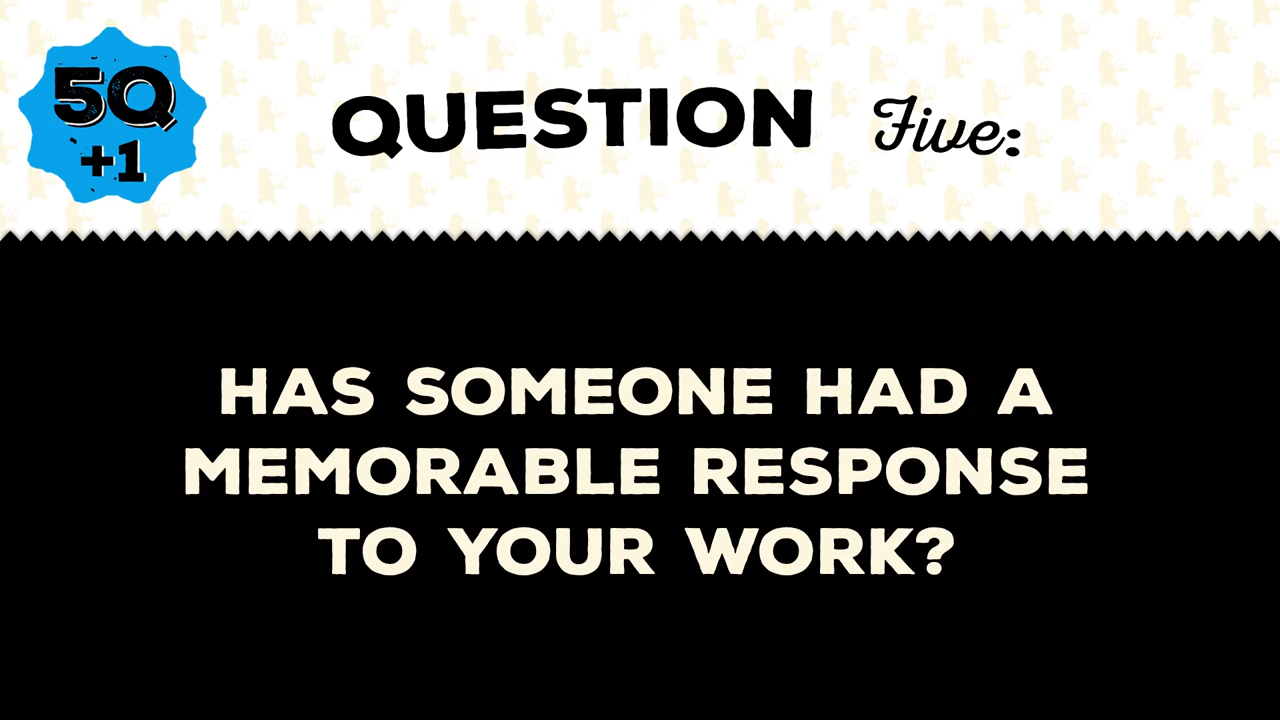 5Q
+1
QUESTION Five:
HAS SOMEONE HAD A
MEMORABLE RESPONSE
TO YOUR WORK?